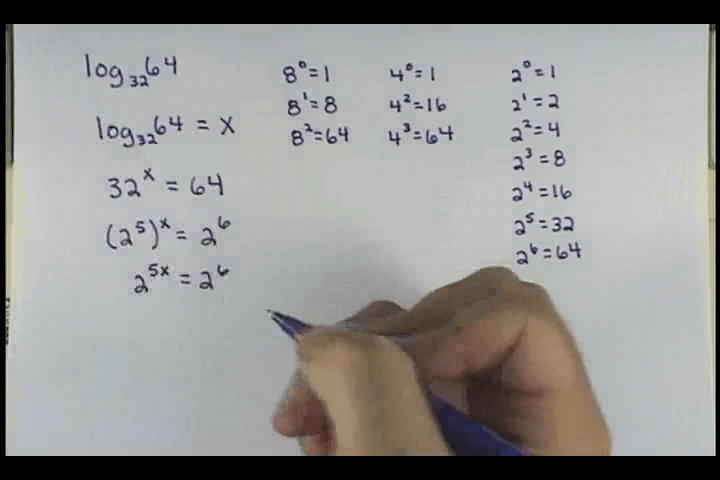 log₃₂64
log₃₂64 = x
32ˣ = 64
(2⁵)ˣ = 2⁶
2⁵ˣ = 2⁶
8⁰=1
8¹=8
8²=64
4⁰=1
4²=16
4³=64
2⁰=1
2¹=2
2²=4
2³=8
2⁴=16
2⁵=32
2⁶=64